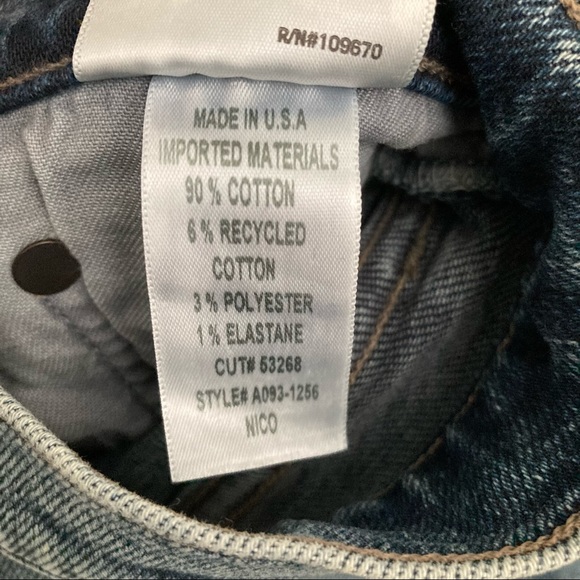 R/N#109670
MADE IN U.S.A
IMPORTED MATERIALS
90 % COTTON
6 % RECYCLED
COTTON
3 % POLYESTER
1 % ELASTANE
CUT# 53268
STYLE# A093-1256
NICO